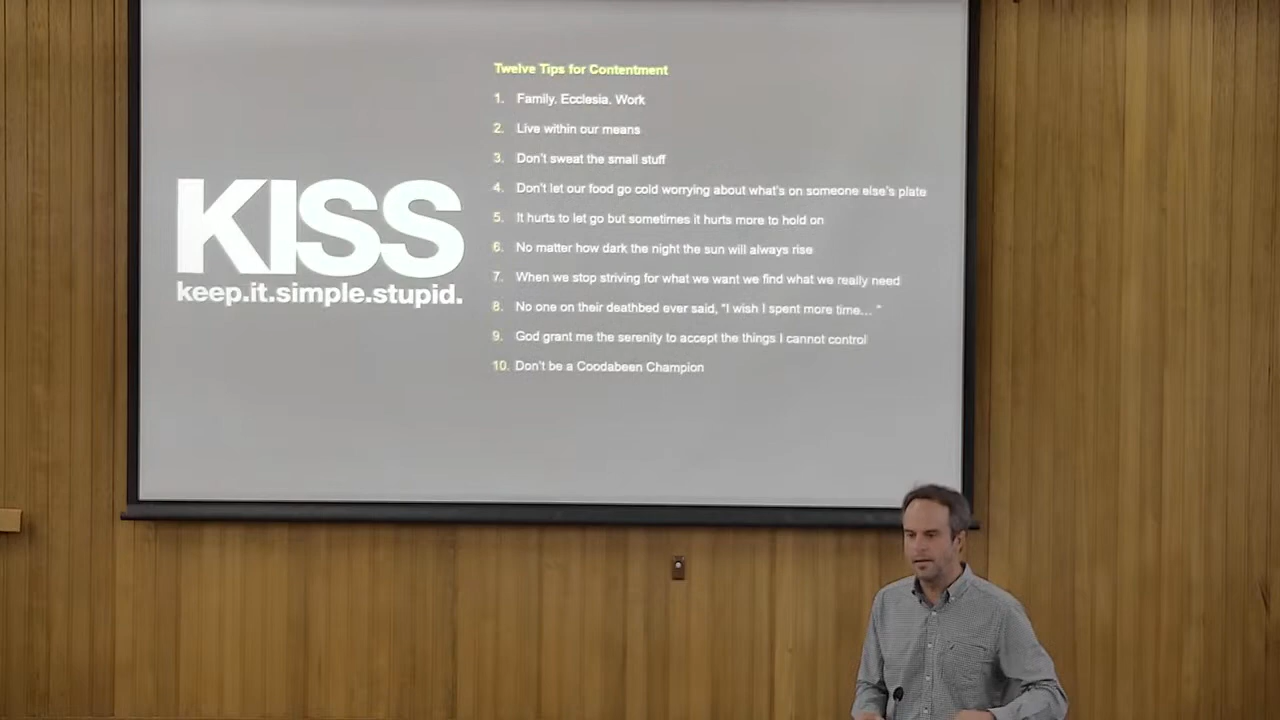 KISS
keep.it.simple.stupid.
Twelve Tips for Contentment
1. Family, Ecclesia, Work
2. Live within our means
3. Don't sweat the small stuff
4. Don't let our food go cold worrying about what's on someone else's plate
5. It hurts to let go but sometimes it hurts more to hold on
6. No matter how dark the night the sun will always rise
7. When we stop striving for what we want we find what we really need
8. No one on their deathbed ever said, "I wish I spent more time… "
9. God grant me the serenity to accept the things I cannot control
10. Don't be a Coodabeen Champion